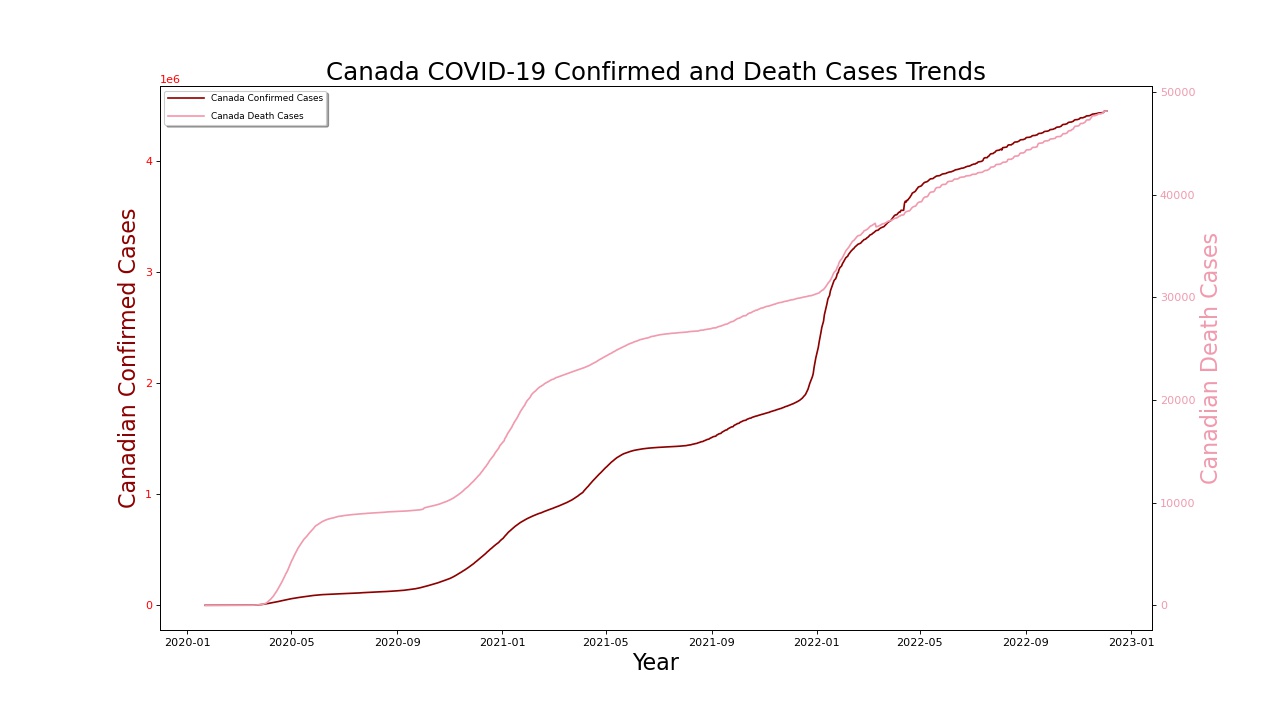 Canada COVID-19 Confirmed and Death Cases Trends
1e6
Canada Confirmed Cases
Canada Death Cases
Canadian Confirmed Cases
4
3
2
1
0
50000
40000
30000
20000
10000
0
Canadian Death Cases
2020-01 2020-05 2020-09 2021-01 2021-05 2021-09 2022-01 2022-05 2022-09 2023-01
Year